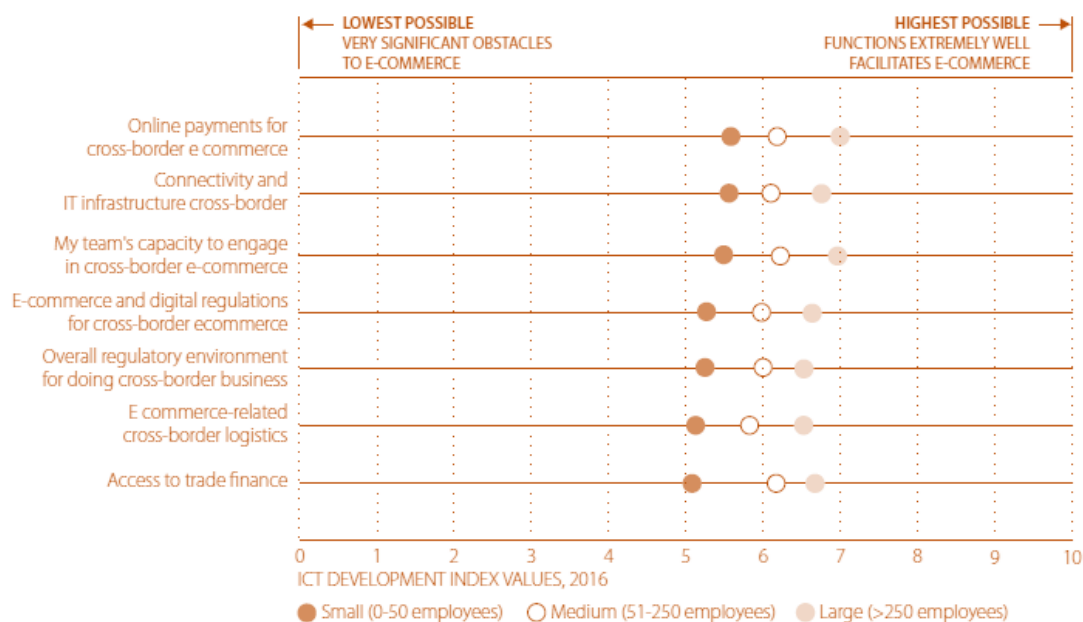 LOWEST POSSIBLE
VERY SIGNIFICANT OBSTACLES
TO E-COMMERCE
HIGHEST POSSIBLE
FUNCTIONS EXTREMELY WELL
FACILITATES E-COMMERCE
Online payments for
cross-border e commerce
Connectivity and
IT infrastructure cross-border
My team's capacity to engage
in cross-border e-commerce
E-commerce and digital regulations
for cross-border ecommerce
Overall regulatory environment
for doing cross-border business
E commerce-related
cross-border logistics
Access to trade finance
0 1 2 3 4 5 6 7 8 9 10
ICT DEVELOPMENT INDEX VALUES, 2016
Small (0-50 employees) Medium (51-250 employees) Large (>250 employees)